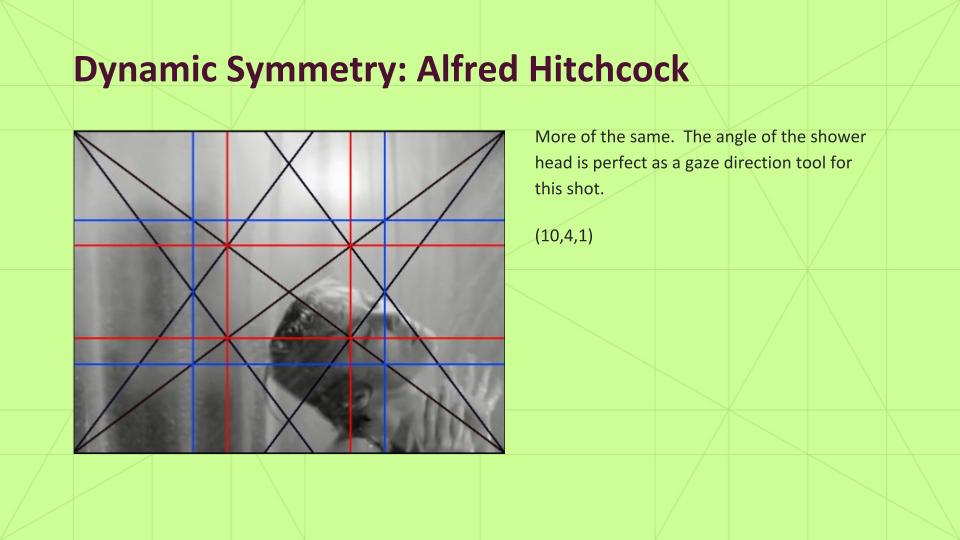 Dynamic Symmetry: Alfred Hitchcock
More of the same.  The angle of the shower
head is perfect as a gaze direction tool for
this shot.
(10,4,1)